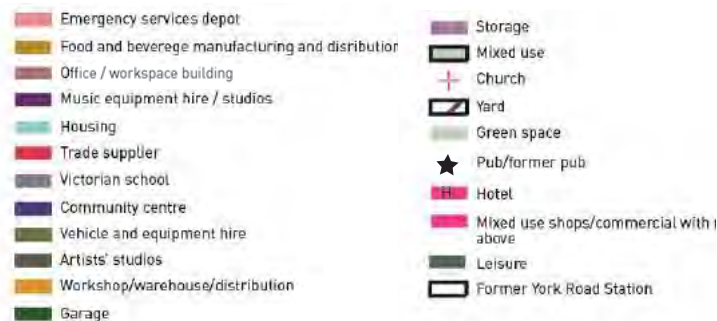 Emergency services depot
Food and beverege manufacturing and disribution
Office / workspace building
Music equipment hire / studios
Housing
Trade supplier
Victorian school
Community centre
Vehicle and equipment hire
Artists' studios
Workshop/warehouse/distribution
Garage
Storage
Mixed use
Church
Yard
Green space
Pub/former pub
H Hotel
Mixed use shops/commercial with
above
Leisure
Former York Road Station